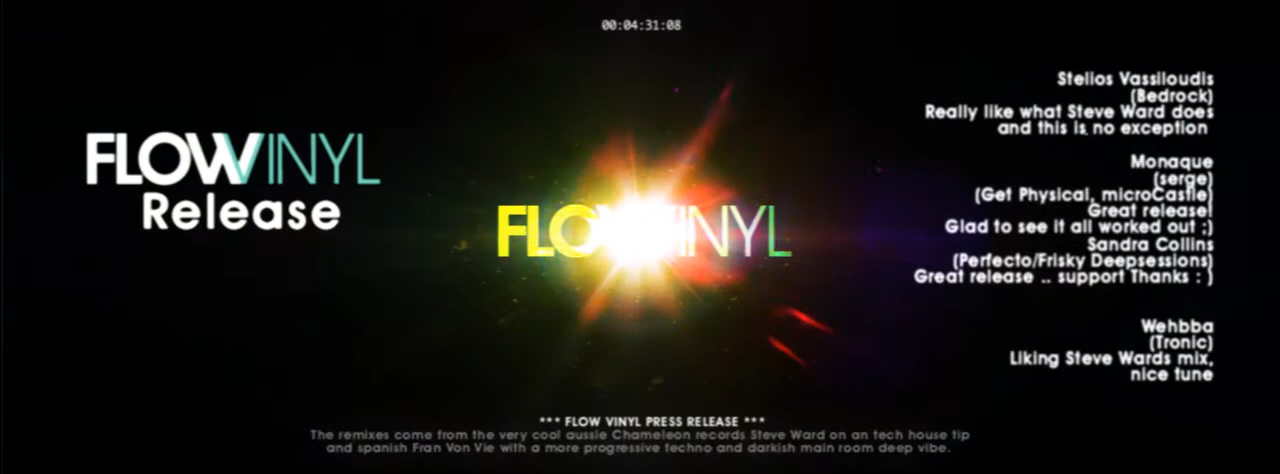 00:04:31:08
FLOWVINYL
Release
FLOWVINYL
Stelios Vassiloudis
(Bedrock)
Really like what Steve Ward does
and this is no exception
Monaque
(serge)
(Get Physical, microCastle)
Great release!
Glad to see it all worked out ;)
Sandra Collins
(Perfecto/Frisky Deepsessions)
Great release .. support Thanks : )
Wehbba
(Tronic)
Liking Steve Wards mix,
nice tune
*** FLOW VINYL PRESS RELEASE ***
The remixes come from the very cool aussie Chameleon records Steve Ward on an tech house tip
and spanish Fran Von Vie with a more progressive techno and darkish main room deep vibe.